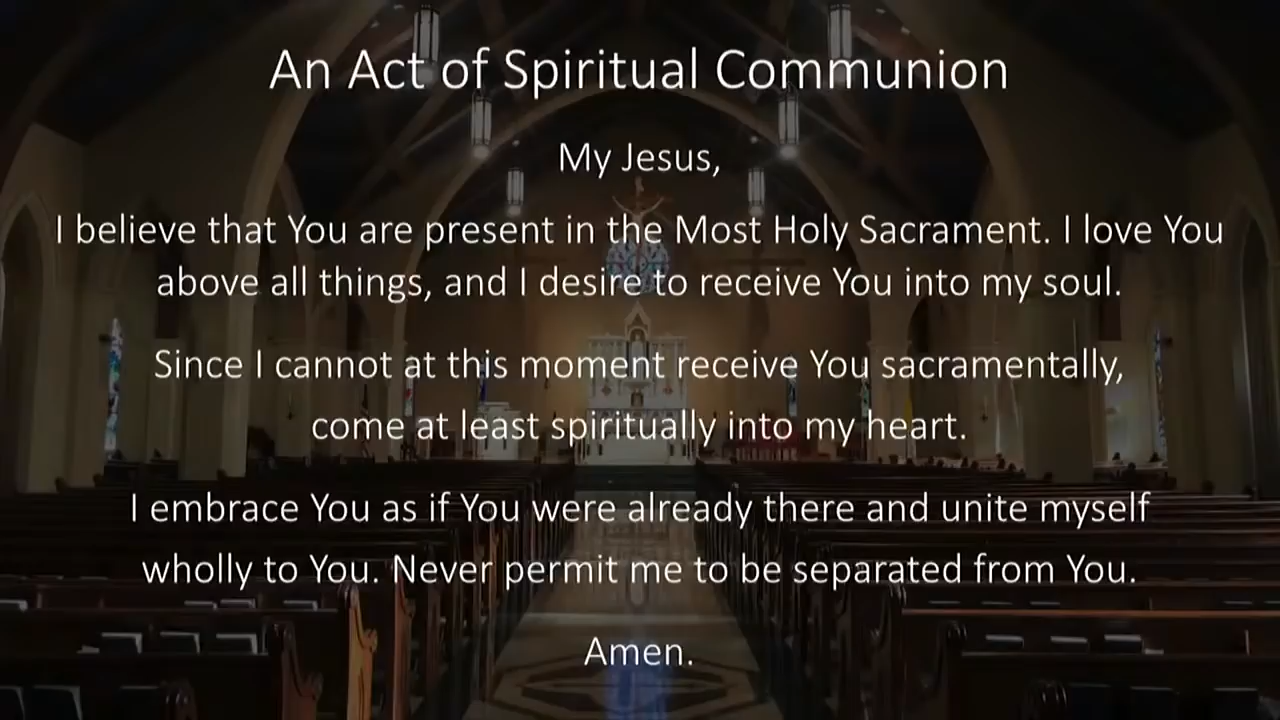 An Act of Spiritual Communion
My Jesus,
I believe that You are present in the Most Holy Sacrament. I love You
above all things, and I desire to receive You into my soul.
Since I cannot at this moment receive You sacramentally,
come at least spiritually into my heart.
I embrace You as if You were already there and unite myself
wholly to You. Never permit me to be separated from You.
Amen.